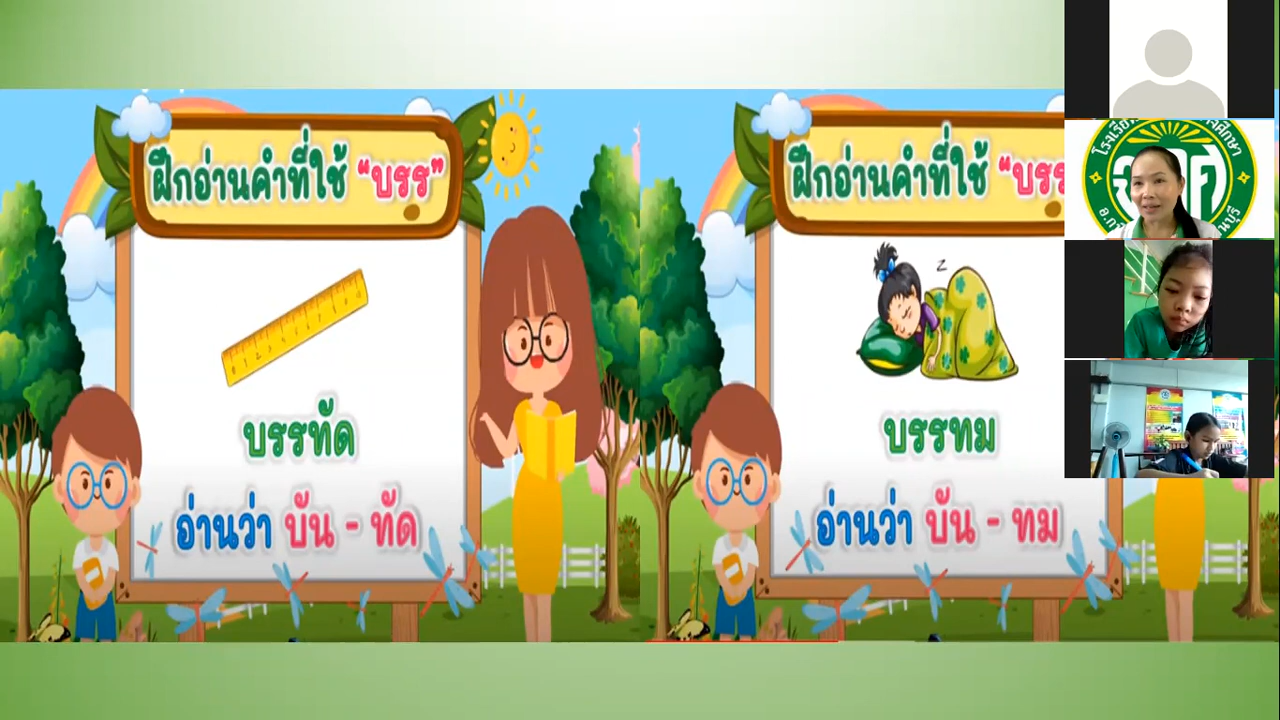 ฝึกอ่านคำที่ใช้ “บรร”
บรรทัด
อ่านว่า บัน - ทัด
ฝึกอ่านคำที่ใช้ “บรร
บรรทม
อ่านว่า บัน - ทม
z